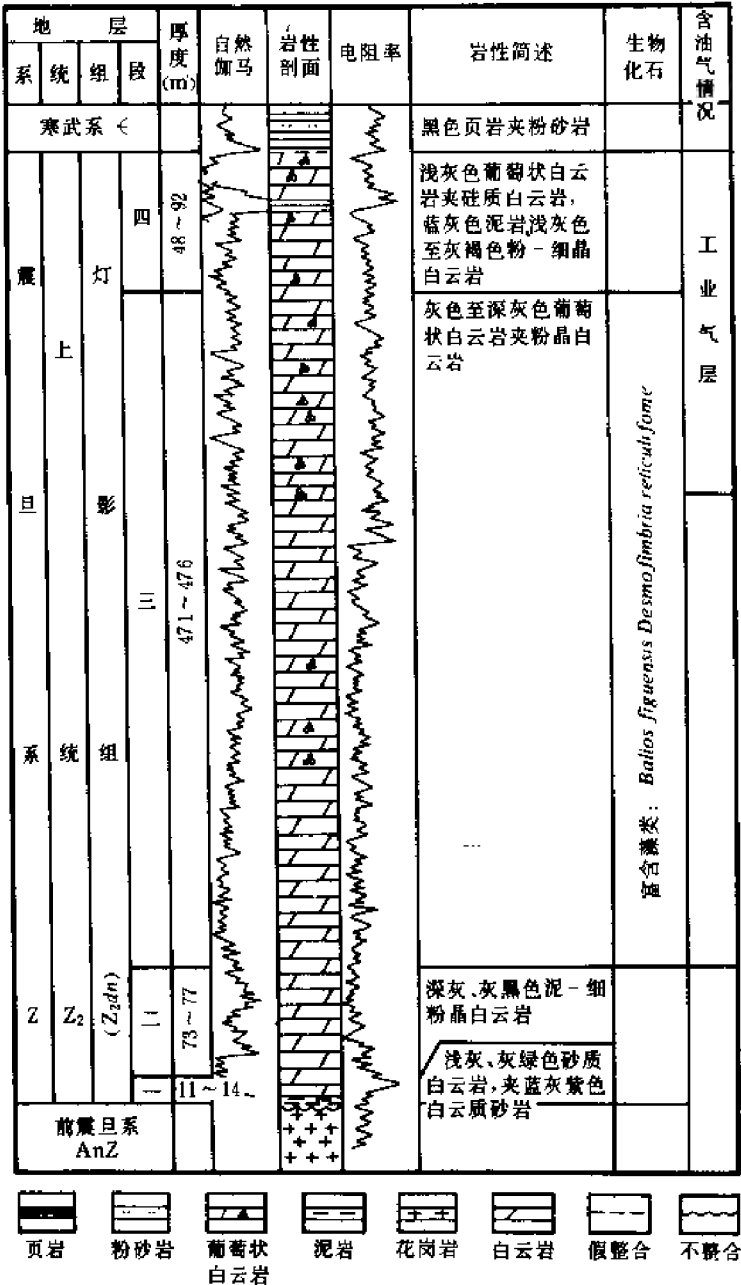 地 层
系 统 组 段
厚度(m)
自然伽马
岩性剖面
电阻率
岩性简述
生物化石
含油气情况
寒武系 ∈
黑色页岩夹粉砂岩
震旦系 Z
上统 Z₂
灯影组 (Z₂dn)
四
48~92
浅灰色葡萄状白云
岩夹硅质白云岩,
蓝灰色泥岩,浅灰色
至灰褐色粉-细晶
白云岩
工业气层
三
471~476
灰色至深灰色葡萄
状白云岩夹粉晶白
云岩
富含藻类: Balios figuensis Desmofimbria reticulifome
二
73~77
深灰、灰黑色泥-细
粉晶白云岩
一
11~14
浅灰、灰绿色砂质
白云岩,夹蓝灰紫色
白云质砂岩
前震旦系
AnZ
页岩 粉砂岩 葡萄状 泥岩 花岗岩 白云岩 假整合 不整合
白云岩